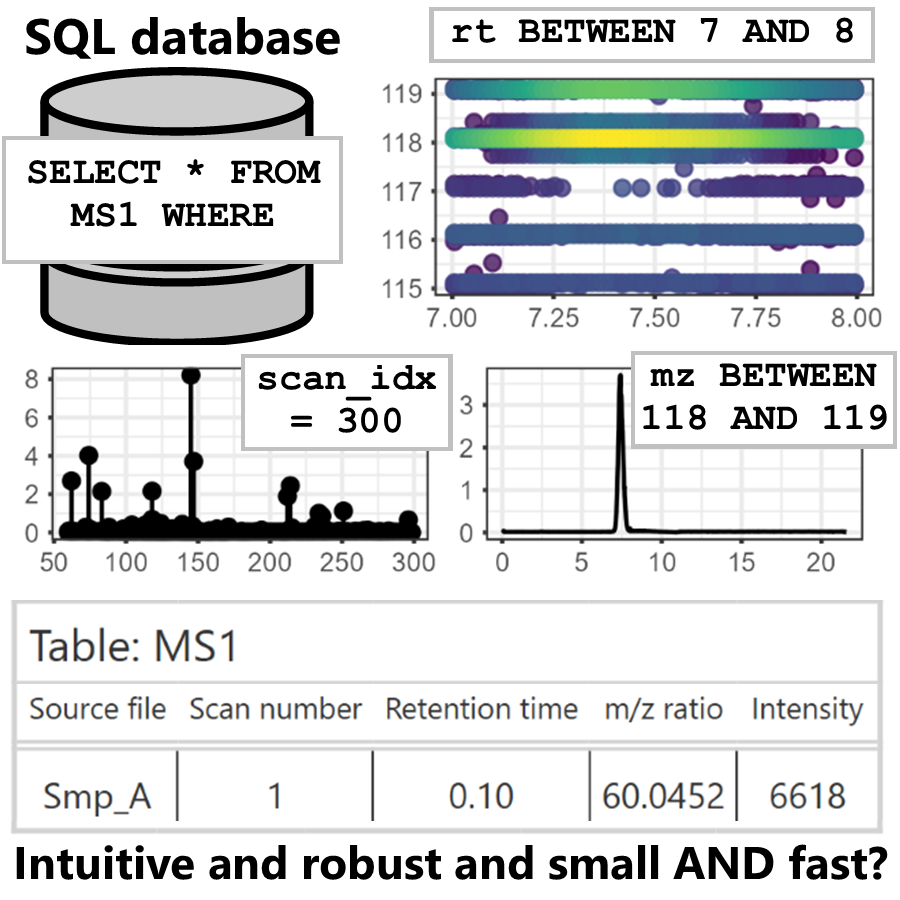 SQL database
SELECT * FROM
MS1 WHERE
rt BETWEEN 7 AND 8
119
118
117
116
115
7.00 7.25 7.50 7.75 8.00
scan_idx
= 300
8
6
4
2
0
50 100 150 200 250 300
mz BETWEEN
118 AND 119
3
2
1
0
0 5 10 15 20
Table: MS1
Source file Scan number Retention time m/z ratio Intensity
Smp_A 1 0.10 60.0452 6618
Intuitive and robust and small AND fast?